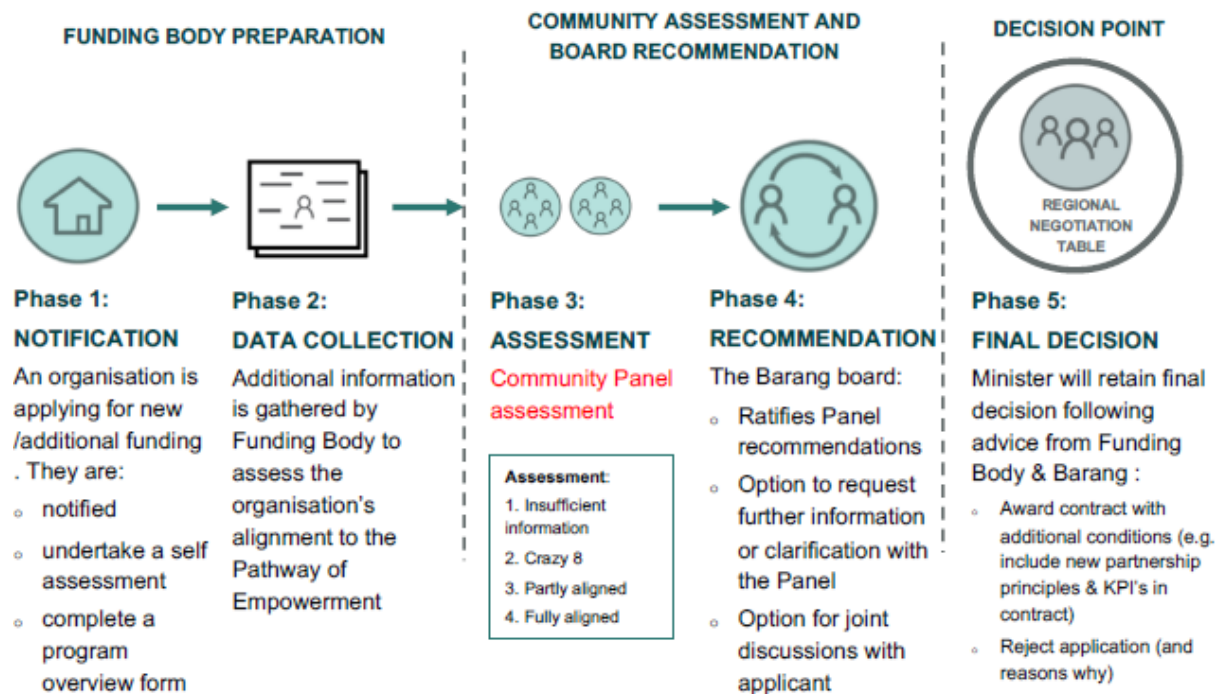 FUNDING BODY PREPARATION
COMMUNITY ASSESSMENT AND
BOARD RECOMMENDATION
DECISION POINT
REGIONAL
NEGOTIATION
TABLE
Phase 1:
NOTIFICATION
An organisation is
applying for new
/additional funding
. They are:
o notified
o undertake a self
assessment
o complete a
program
overview form
Phase 2:
DATA COLLECTION
Additional information
is gathered by
Funding Body to
assess the
organisation's
alignment to the
Pathway of
Empowerment
Phase 3:
ASSESSMENT
Community Panel
assessment
Assessment:
1. Insufficient
information
2. Crazy 8
3. Partly aligned
4. Fully aligned
Phase 4:
RECOMMENDATION
The Barang board:
o Ratifies Panel
recommendations
o Option to request
further information
or clarification with
the Panel
o Option for joint
discussions with
applicant
Phase 5:
FINAL DECISION
Minister will retain final
decision following
advice from Funding
Body & Barang :
o Award contract with
additional conditions (e.g.
include new partnership
principles & KPI's in
contract)
o Reject application (and
reasons why)